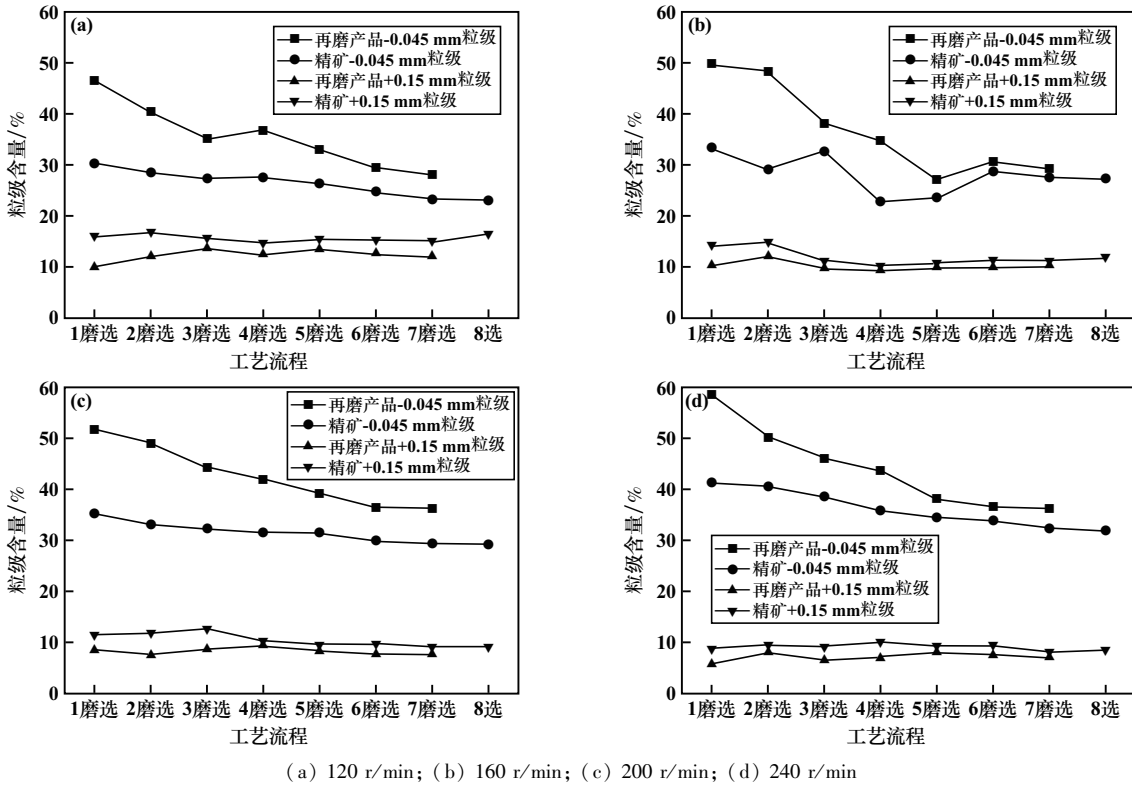 (a)
再磨产品-0.045 mm粒级
精矿-0.045 mm粒级
再磨产品+0.15 mm粒级
精矿+0.15 mm粒级
粒级含量/%
60
50
40
30
20
10
0
1磨选 2磨选 3磨选 4磨选 5磨选 6磨选 7磨选 8选
工艺流程
(b)
再磨产品-0.045 mm粒级
精矿-0.045 mm粒级
再磨产品+0.15 mm粒级
精矿+0.15 mm粒级
粒级含量/%
60
50
40
30
20
10
0
1磨选 2磨选 3磨选 4磨选 5磨选 6磨选 7磨选 8选
工艺流程
(c)
再磨产品-0.045 mm粒级
精矿-0.045 mm粒级
再磨产品+0.15 mm粒级
精矿+0.15 mm粒级
粒级含量/%
60
50
40
30
20
10
0
1磨选 2磨选 3磨选 4磨选 5磨选 6磨选 7磨选 8选
工艺流程
(d)
再磨产品-0.045 mm粒级
精矿-0.045 mm粒级
再磨产品+0.15 mm粒级
精矿+0.15 mm粒级
粒级含量/%
60
50
40
30
20
10
0
1磨选 2磨选 3磨选 4磨选 5磨选 6磨选 7磨选 8选
工艺流程
(a) 120 r/min; (b) 160 r/min; (c) 200 r/min; (d) 240 r/min